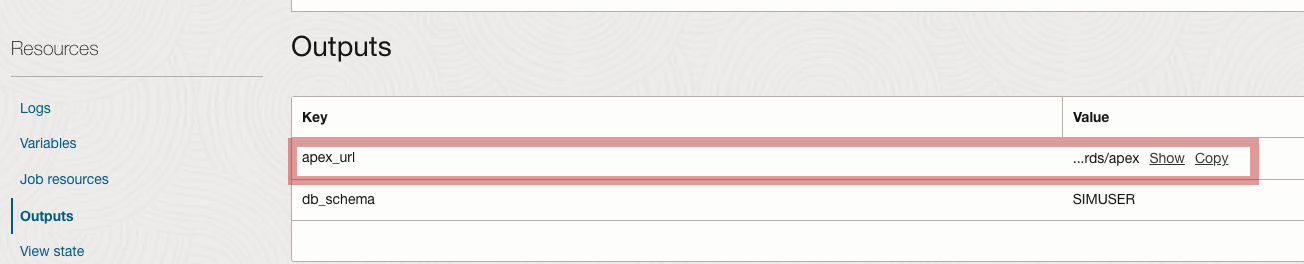 Resources
Logs
Variables
Job resources
Outputs
View state
Outputs
Key Value
apex_url ...rds/apex Show Copy
db_schema SIMUSER